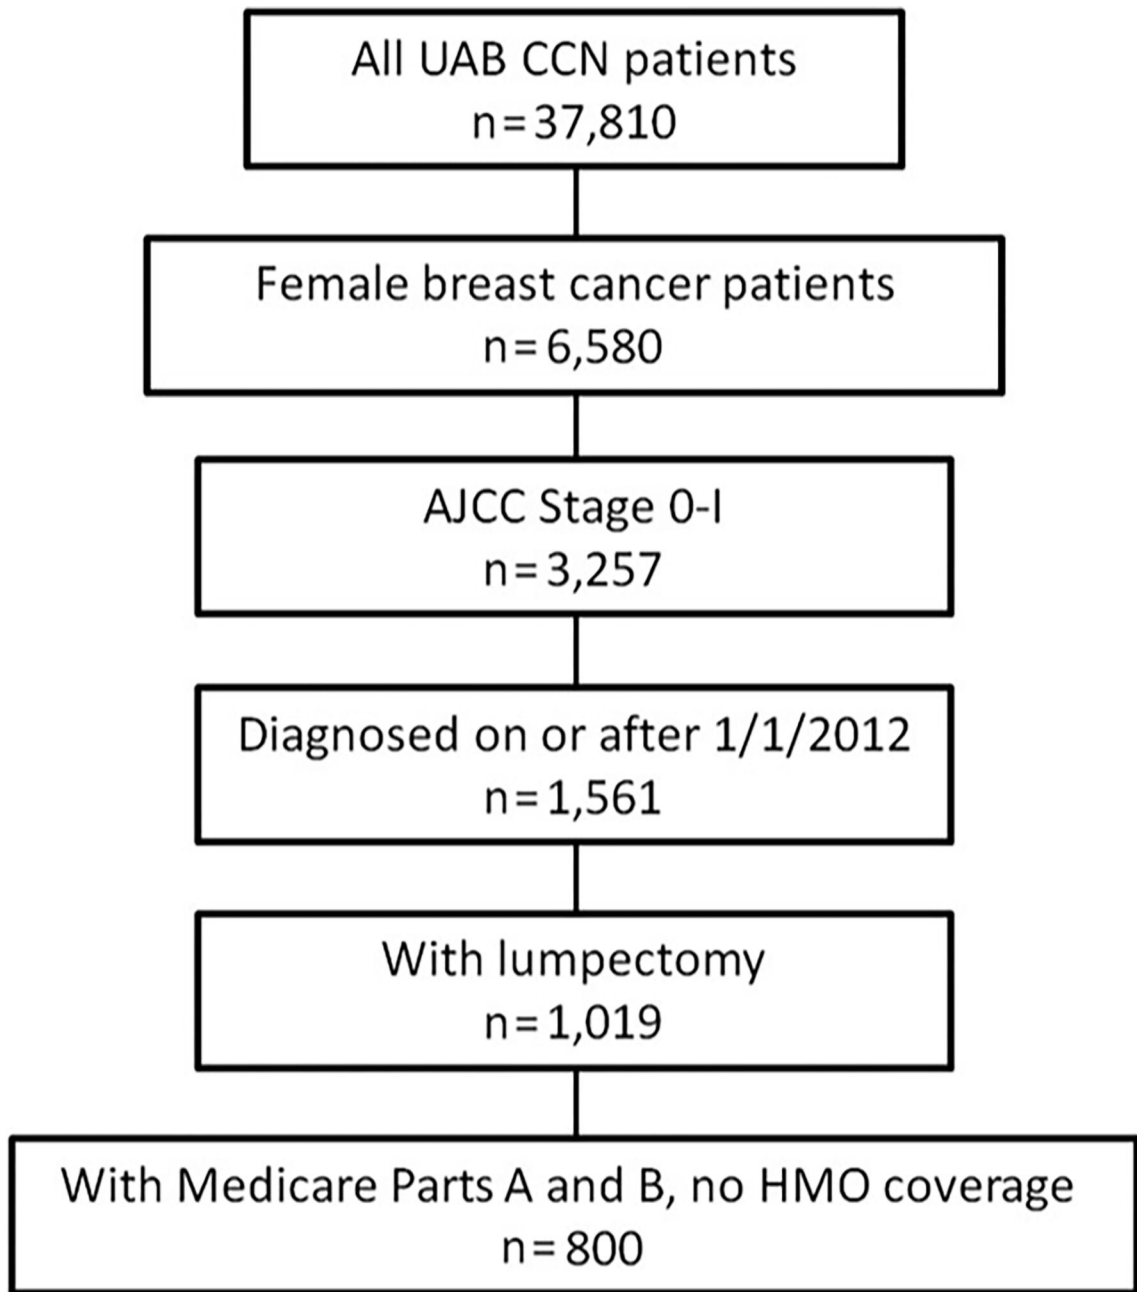 All UAB CCN patients
n=37,810
Female breast cancer patients
n=6,580
AJCC Stage 0-I
n=3,257
Diagnosed on or after 1/1/2012
n=1,561
With lumpectomy
n=1,019
With Medicare Parts A and B, no HMO coverage
n=800